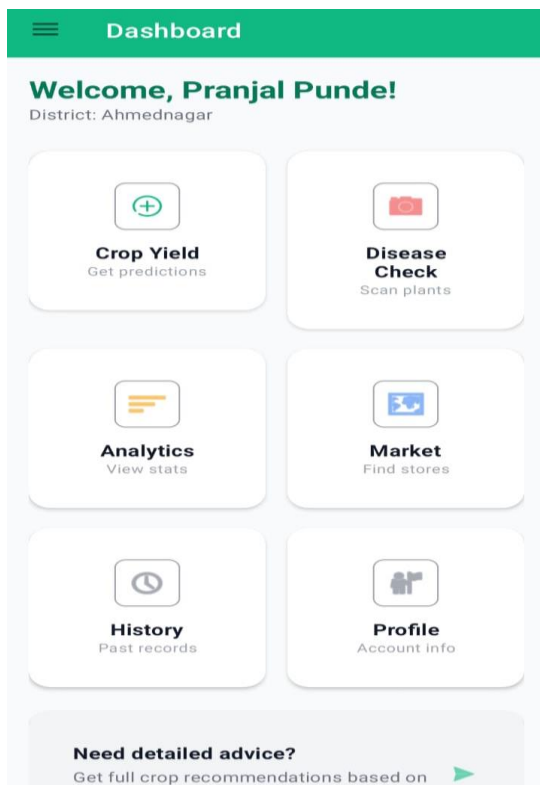 Dashboard
Welcome, Pranjal Punde!
District: Ahmednagar
Crop Yield
Get predictions
Disease
Check
Scan plants
Analytics
View stats
Market
Find stores
History
Past records
Profile
Account info
Need detailed advice?
Get full crop recommendations based on